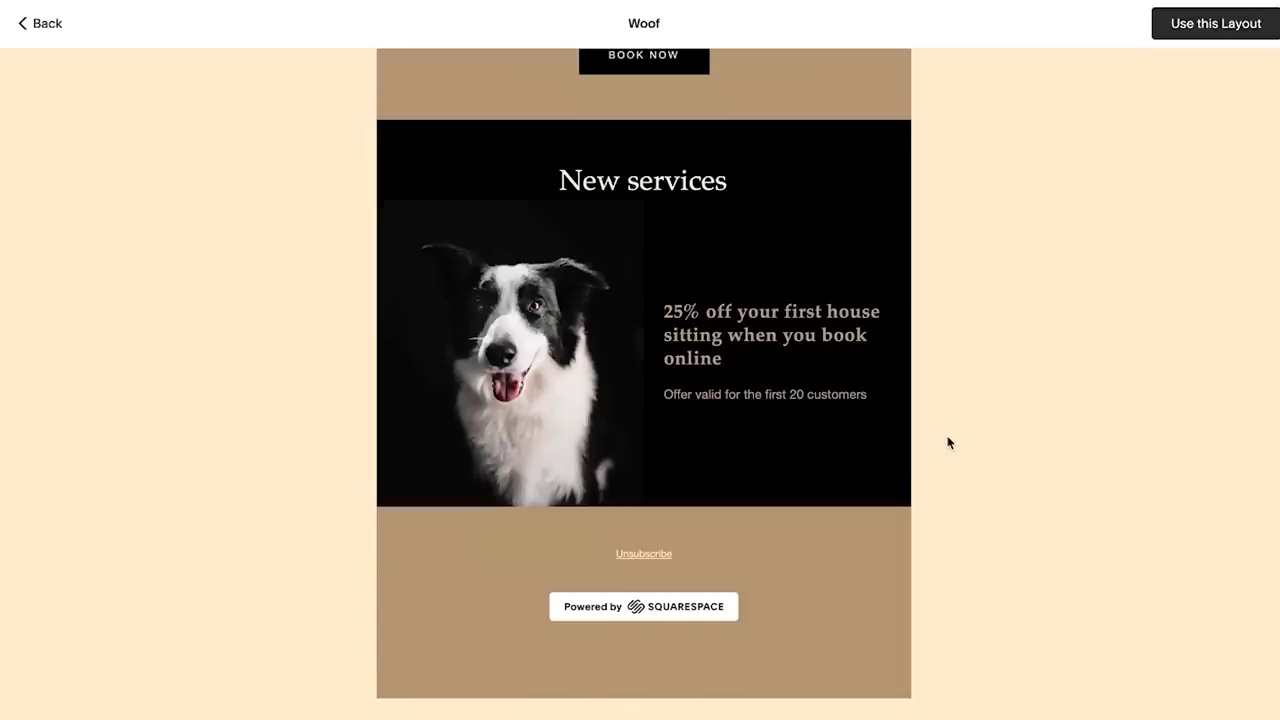 Back
Woof
Use this Layout
BOOK NOW
New services
25% off your first house
sitting when you book
online
Offer valid for the first 20 customers
Unsubscribe
Powered by SQUARESPACE